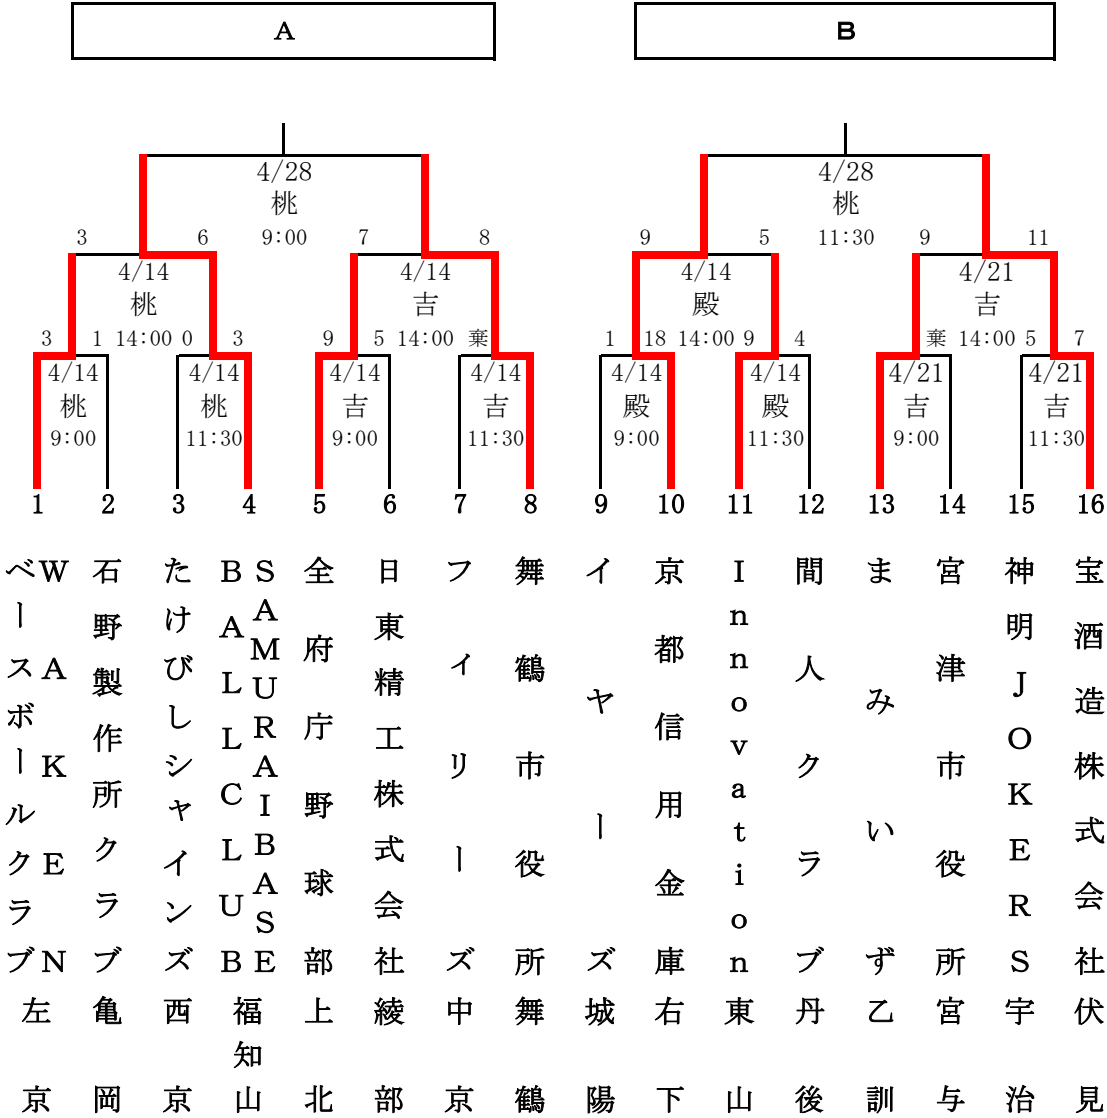 A
B
4/28
桃
9:00
4/28
桃
11:30
3
6
7
8
9
5
9
11
4/14
桃
14:00
4/14
吉
14:00
4/14
殿
14:00
4/21
吉
14:00
3
1
0
3
9
5
棄
1
18
9
4
棄
5
7
4/14
桃
9:00
4/14
桃
11:30
4/14
吉
9:00
4/14
吉
11:30
4/14
殿
9:00
4/14
殿
11:30
4/21
吉
9:00
4/21
吉
11:30
1
2
3
4
5
6
7
8
9
10
11
12
13
14
15
16
WAKEN
ベースボールクラブ
石野製作所クラブ
たけびしシャインズ
SAMURAIBASE
BALLCLUB
全府庁野球部
日東精工株式会社
フィリーズ
舞鶴市役所
イヤーズ
京都信用金庫
Innovation
間人クラブ
まみいず
宮津市役所
神明JOKERS
宝酒造株式会社
左京
亀岡
西京
福知山
上北
綾部
中京
舞鶴
城陽
右下
東山
丹後
乙訓
宮与
宇治
伏見